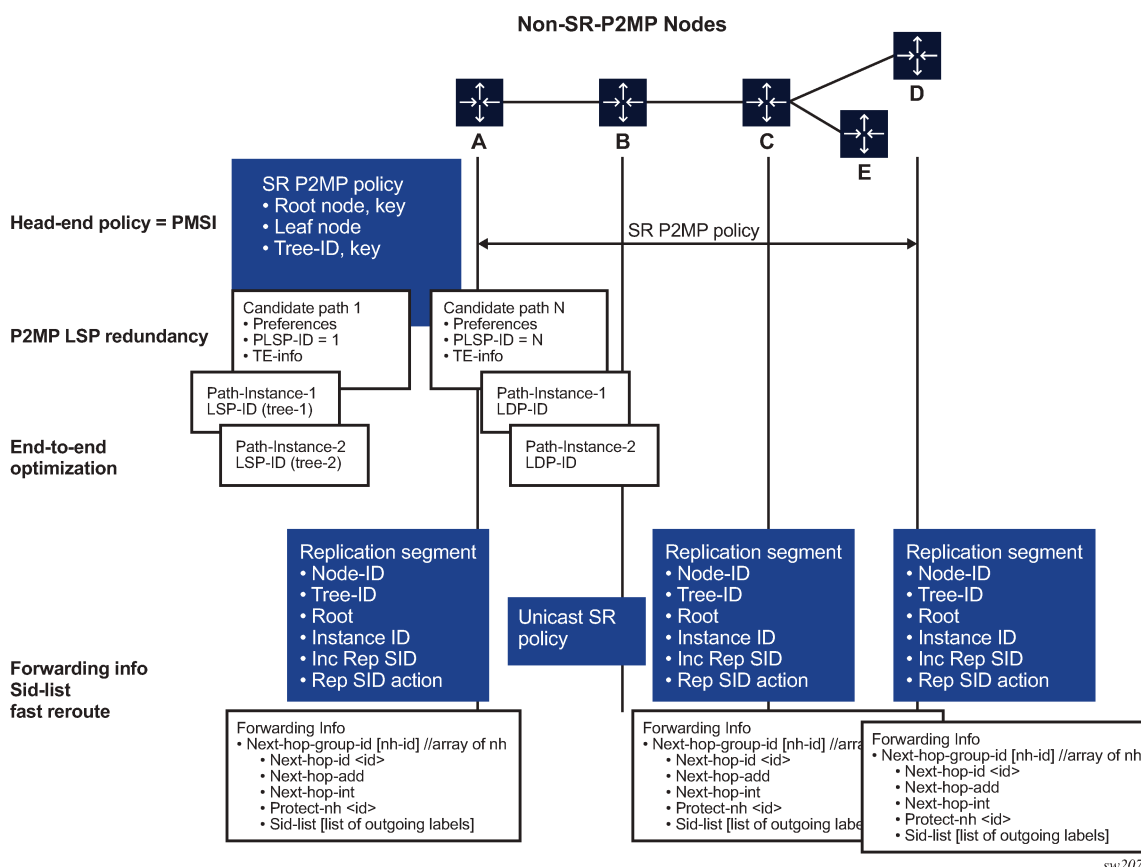 Non-SR-P2MP Nodes
A
B
C
D
E
Head-end policy = PMSI
SR P2MP policy
• Root node, key
• Leaf node
• Tree-ID, key
SR P2MP policy
P2MP LSP redundancy
Candidate path 1
• Preferences
• PLSP-ID = 1
• TE-info
Candidate path N
• Preferences
• PLSP-ID = N
• TE-info
Path-Instance-1
LSP-ID (tree-1)
Path-Instance-1
LDP-ID
End-to-end
optimization
Path-Instance-2
LSP-ID (tree-2)
Path-Instance-2
LDP-ID
Replication segment
• Node-ID
• Tree-ID
• Root
• Instance ID
• Inc Rep SID
• Rep SID action
Unicast SR
policy
Replication segment
• Node-ID
• Tree-ID
• Root
• Instance ID
• Inc Rep SID
• Rep SID action
Replication segment
• Node-ID
• Tree-ID
• Root
• Instance ID
• Inc Rep SID
• Rep SID action
Forwarding info
Sid-list
fast reroute
Forwarding Info
• Next-hop-group-id [nh-id] //array of nh
• Next-hop-id <id>
• Next-hop-add
• Next-hop-int
• Protect-nh <id>
• Sid-list [list of outgoing labels]
Forwarding Info
• Next-hop-group-id [nh-id]
• Next-hop-id <id>
• Next-hop-add
• Next-hop-int
• Protect-nh <id>
• Sid-list [list of outgoing
Forwarding Info
• Next-hop-group-id [nh-id] //array of nh
• Next-hop-id <id>
• Next-hop-add
• Next-hop-int
• Protect-nh <id>
• Sid-list [list of outgoing labels]